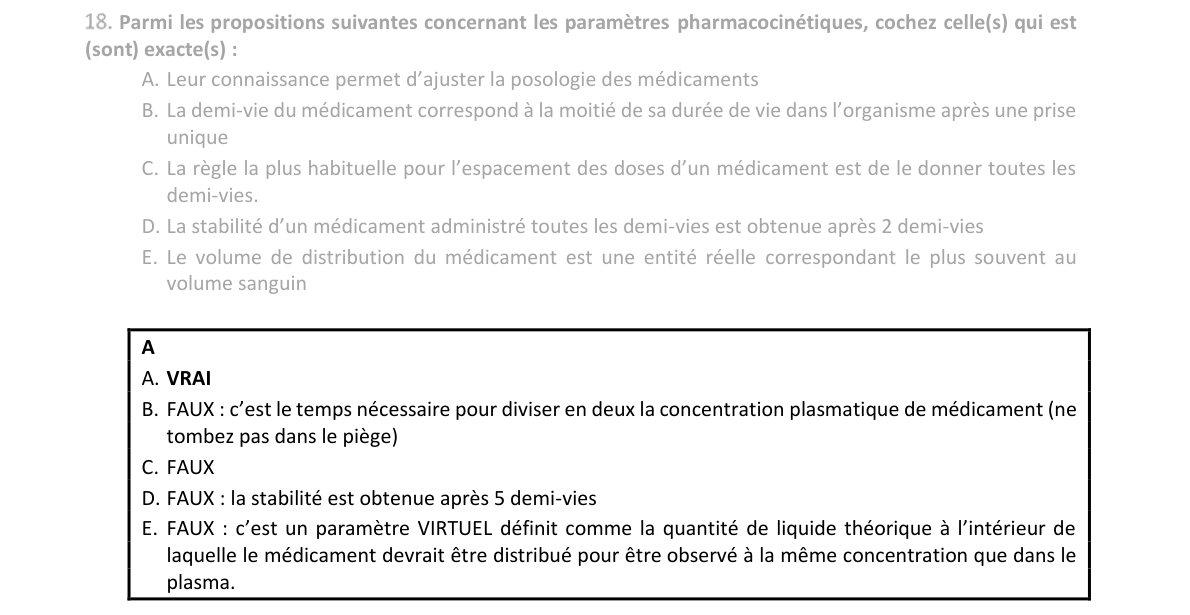 18. Parmi les propositions suivantes concernant les paramètres pharmacocinétiques, cochez celle(s) qui est
(sont) exacte(s) :
A. Leur connaissance permet d’ajuster la posologie des médicaments
B. La demi-vie du médicament correspond à la moitié de sa durée de vie dans l’organisme après une prise
unique
C. La règle la plus habituelle pour l’espacement des doses d’un médicament est de le donner toutes les
demi-vies.
D. La stabilité d’un médicament administré toutes les demi-vies est obtenue après 2 demi-vies
E. Le volume de distribution du médicament est une entité réelle correspondant le plus souvent au
volume sanguin
A
A. VRAI
B. FAUX : c’est le temps nécessaire pour diviser en deux la concentration plasmatique de médicament (ne
tombez pas dans le piège)
C. FAUX
D. FAUX : la stabilité est obtenue après 5 demi-vies
E. FAUX : c’est un paramètre VIRTUEL définit comme la quantité de liquide théorique à l’intérieur de
laquelle le médicament devrait être distribué pour être observé à la même concentration que dans le
plasma.